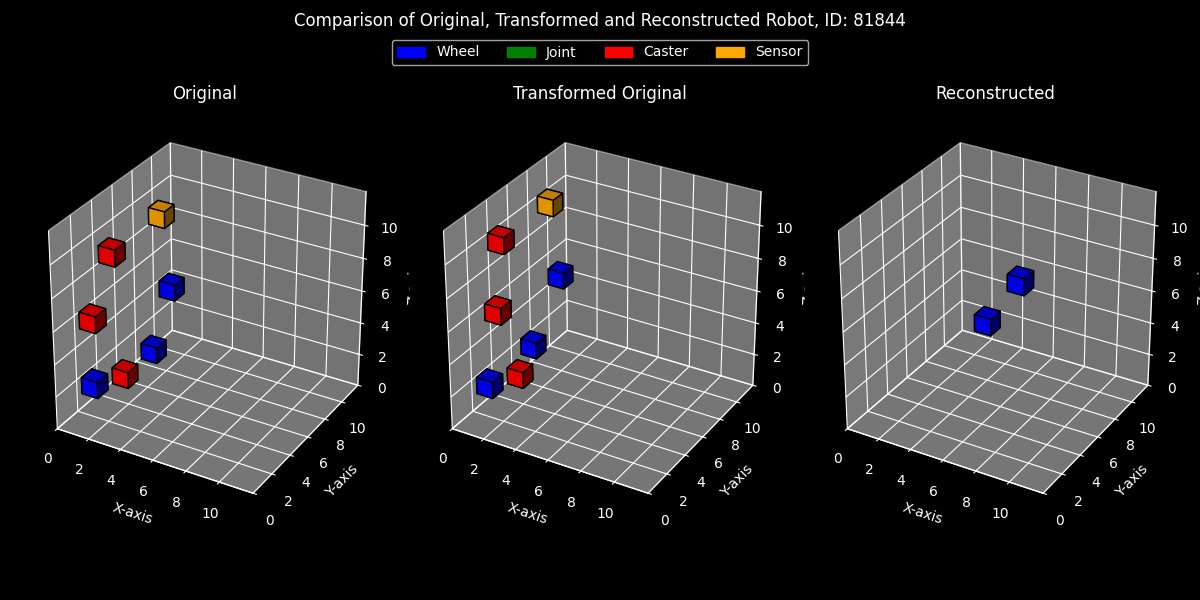 Comparison of Original, Transformed and Reconstructed Robot, ID: 81844
Wheel Joint Caster Sensor
Original Transformed Original Reconstructed
10 10 10
8 8 8
6 6 6
4 4 4
2 2 2
0 0 0
10 10 10
8 8 8
6 6 6
4 4 4
2 2 2
0 0 0
Y-axis Y-axis Y-axis
0 2 4 6 8 10 0 2 4 6 8 10 0 2 4 6 8 10
X-axis X-axis X-axis